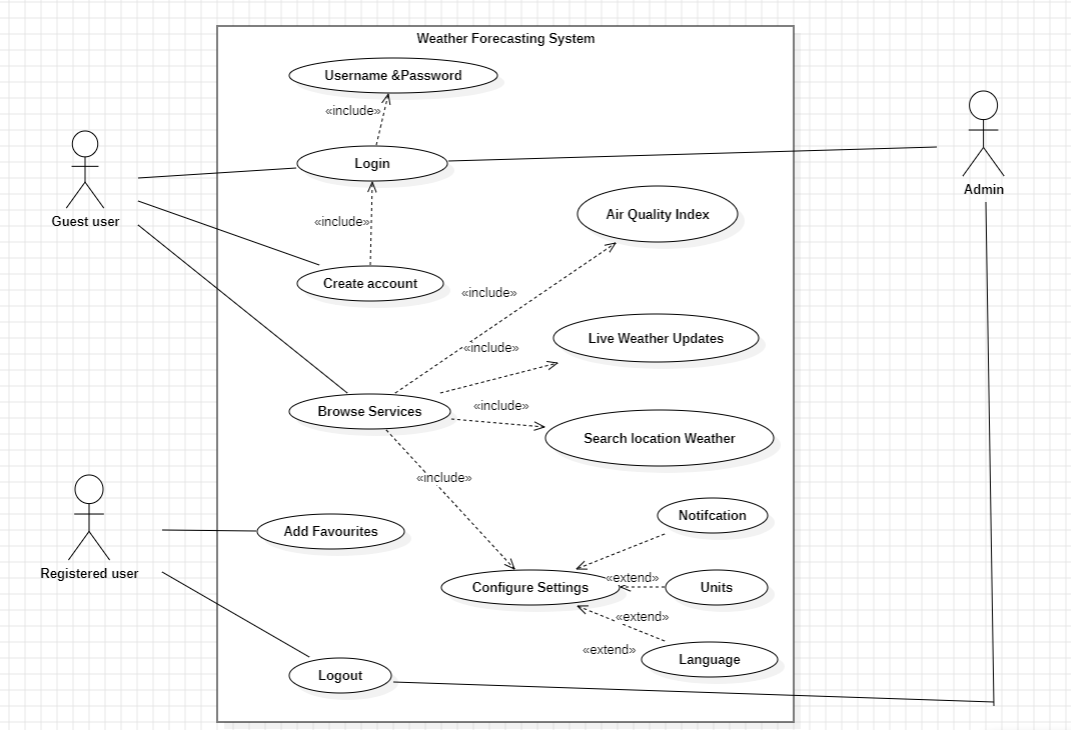 Weather Forecasting System
Username &Password
«include»
Login
Guest user
Admin
«include»
Air Quality Index
Create account
«include»
«include»
Live Weather Updates
Browse Services
«include»
Search location Weather
«include»
Notifcation
Add Favourites
Registered user
Configure Settings
«extend»
Units
«extend»
«extend»
Language
Logout